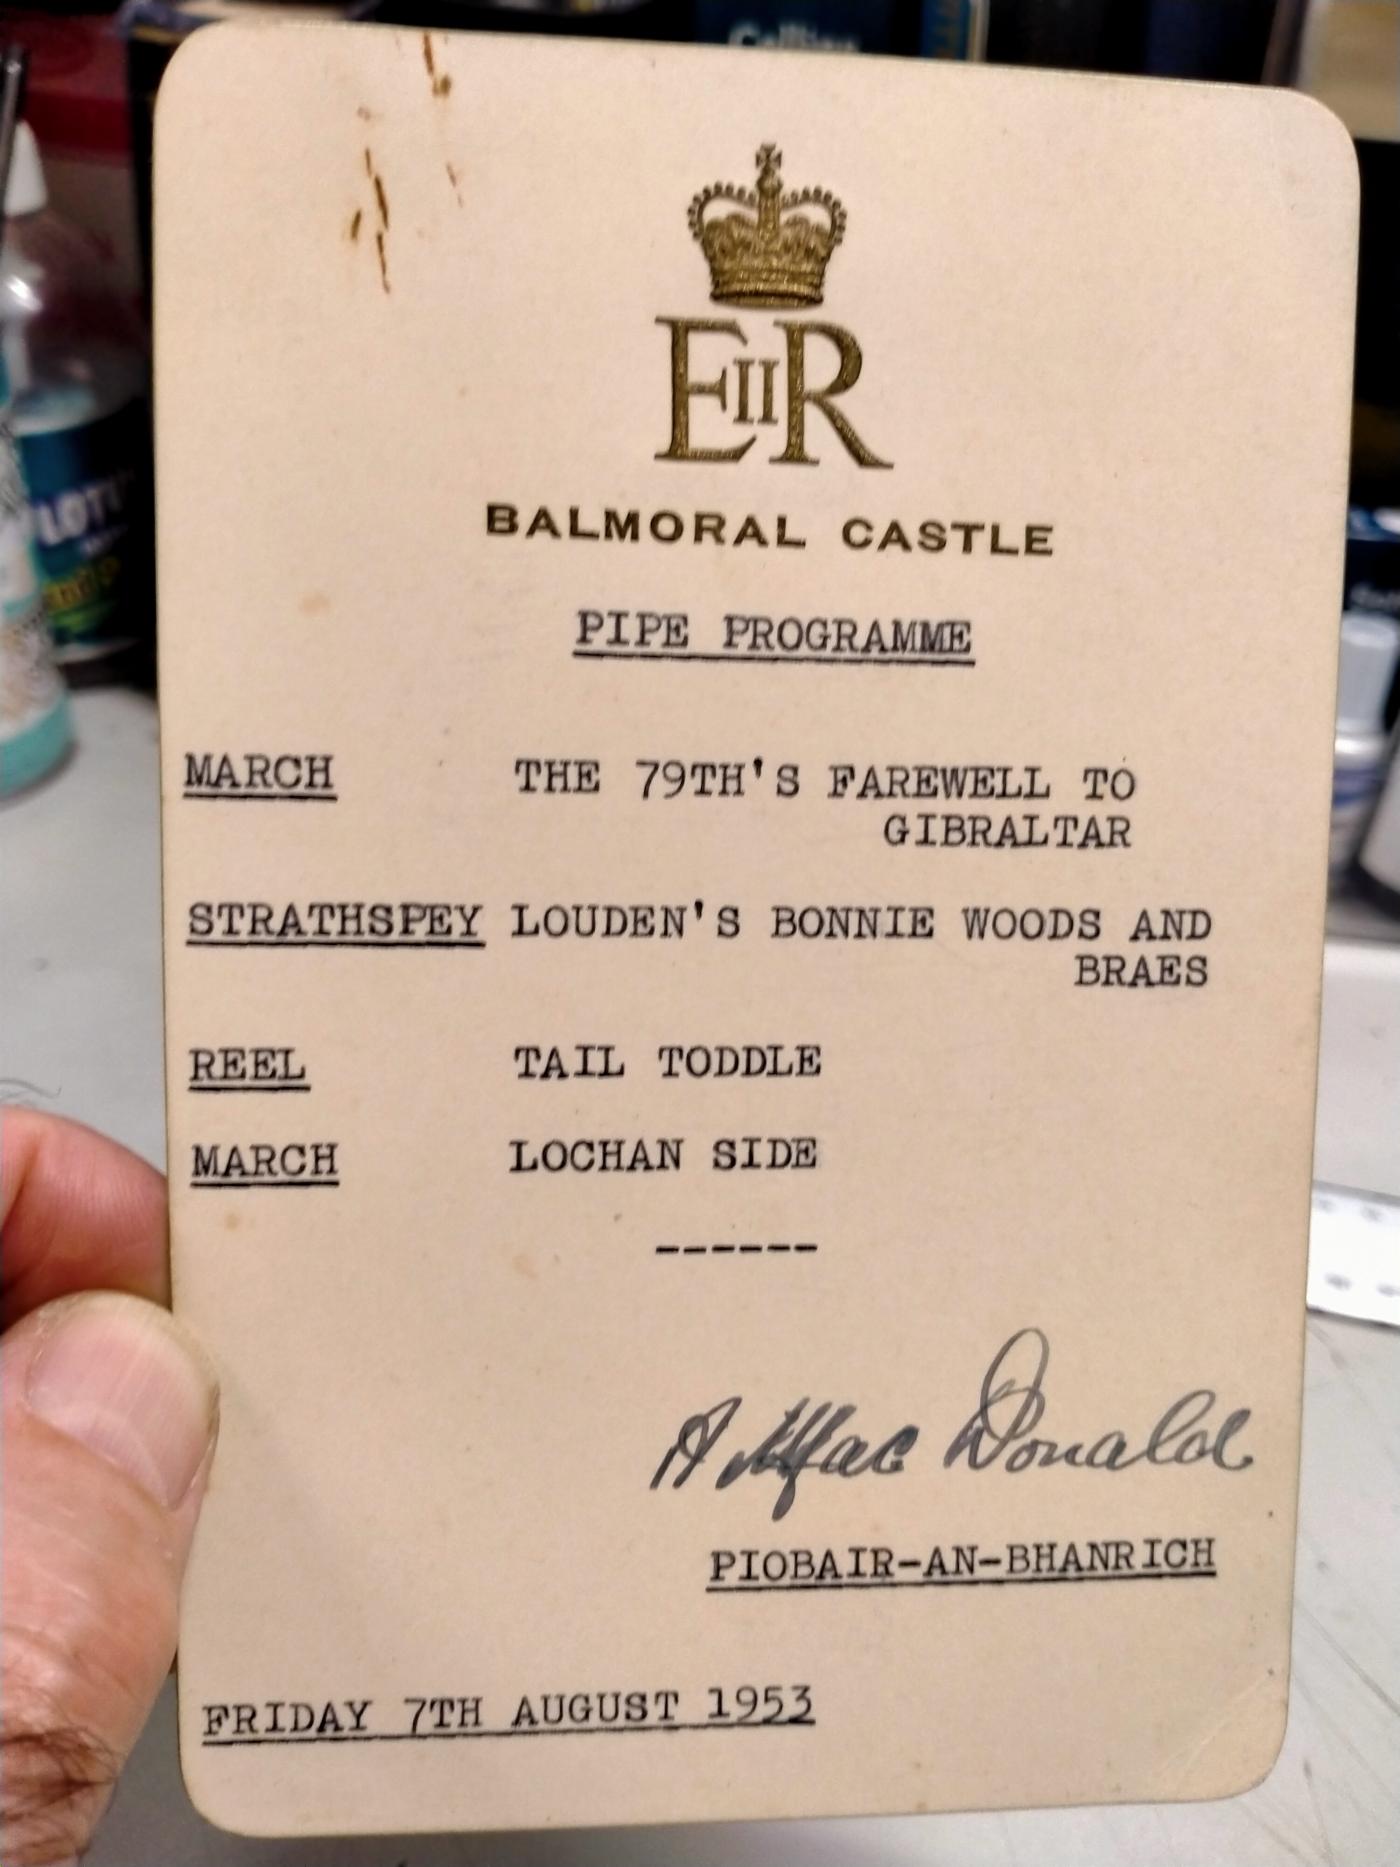 EIIR
BALMORAL CASTLE
PIPE PROGRAMME
MARCH THE 79TH'S FAREWELL TO
GIBRALTAR
STRATHSPEY LOUDEN'S BONNIE WOODS AND
BRAES
REEL TAIL TODDLE
MARCH LOCHAN SIDE
------
A MacDonald
PIOBAIR-AN-BHANRICH
FRIDAY 7TH AUGUST 1953